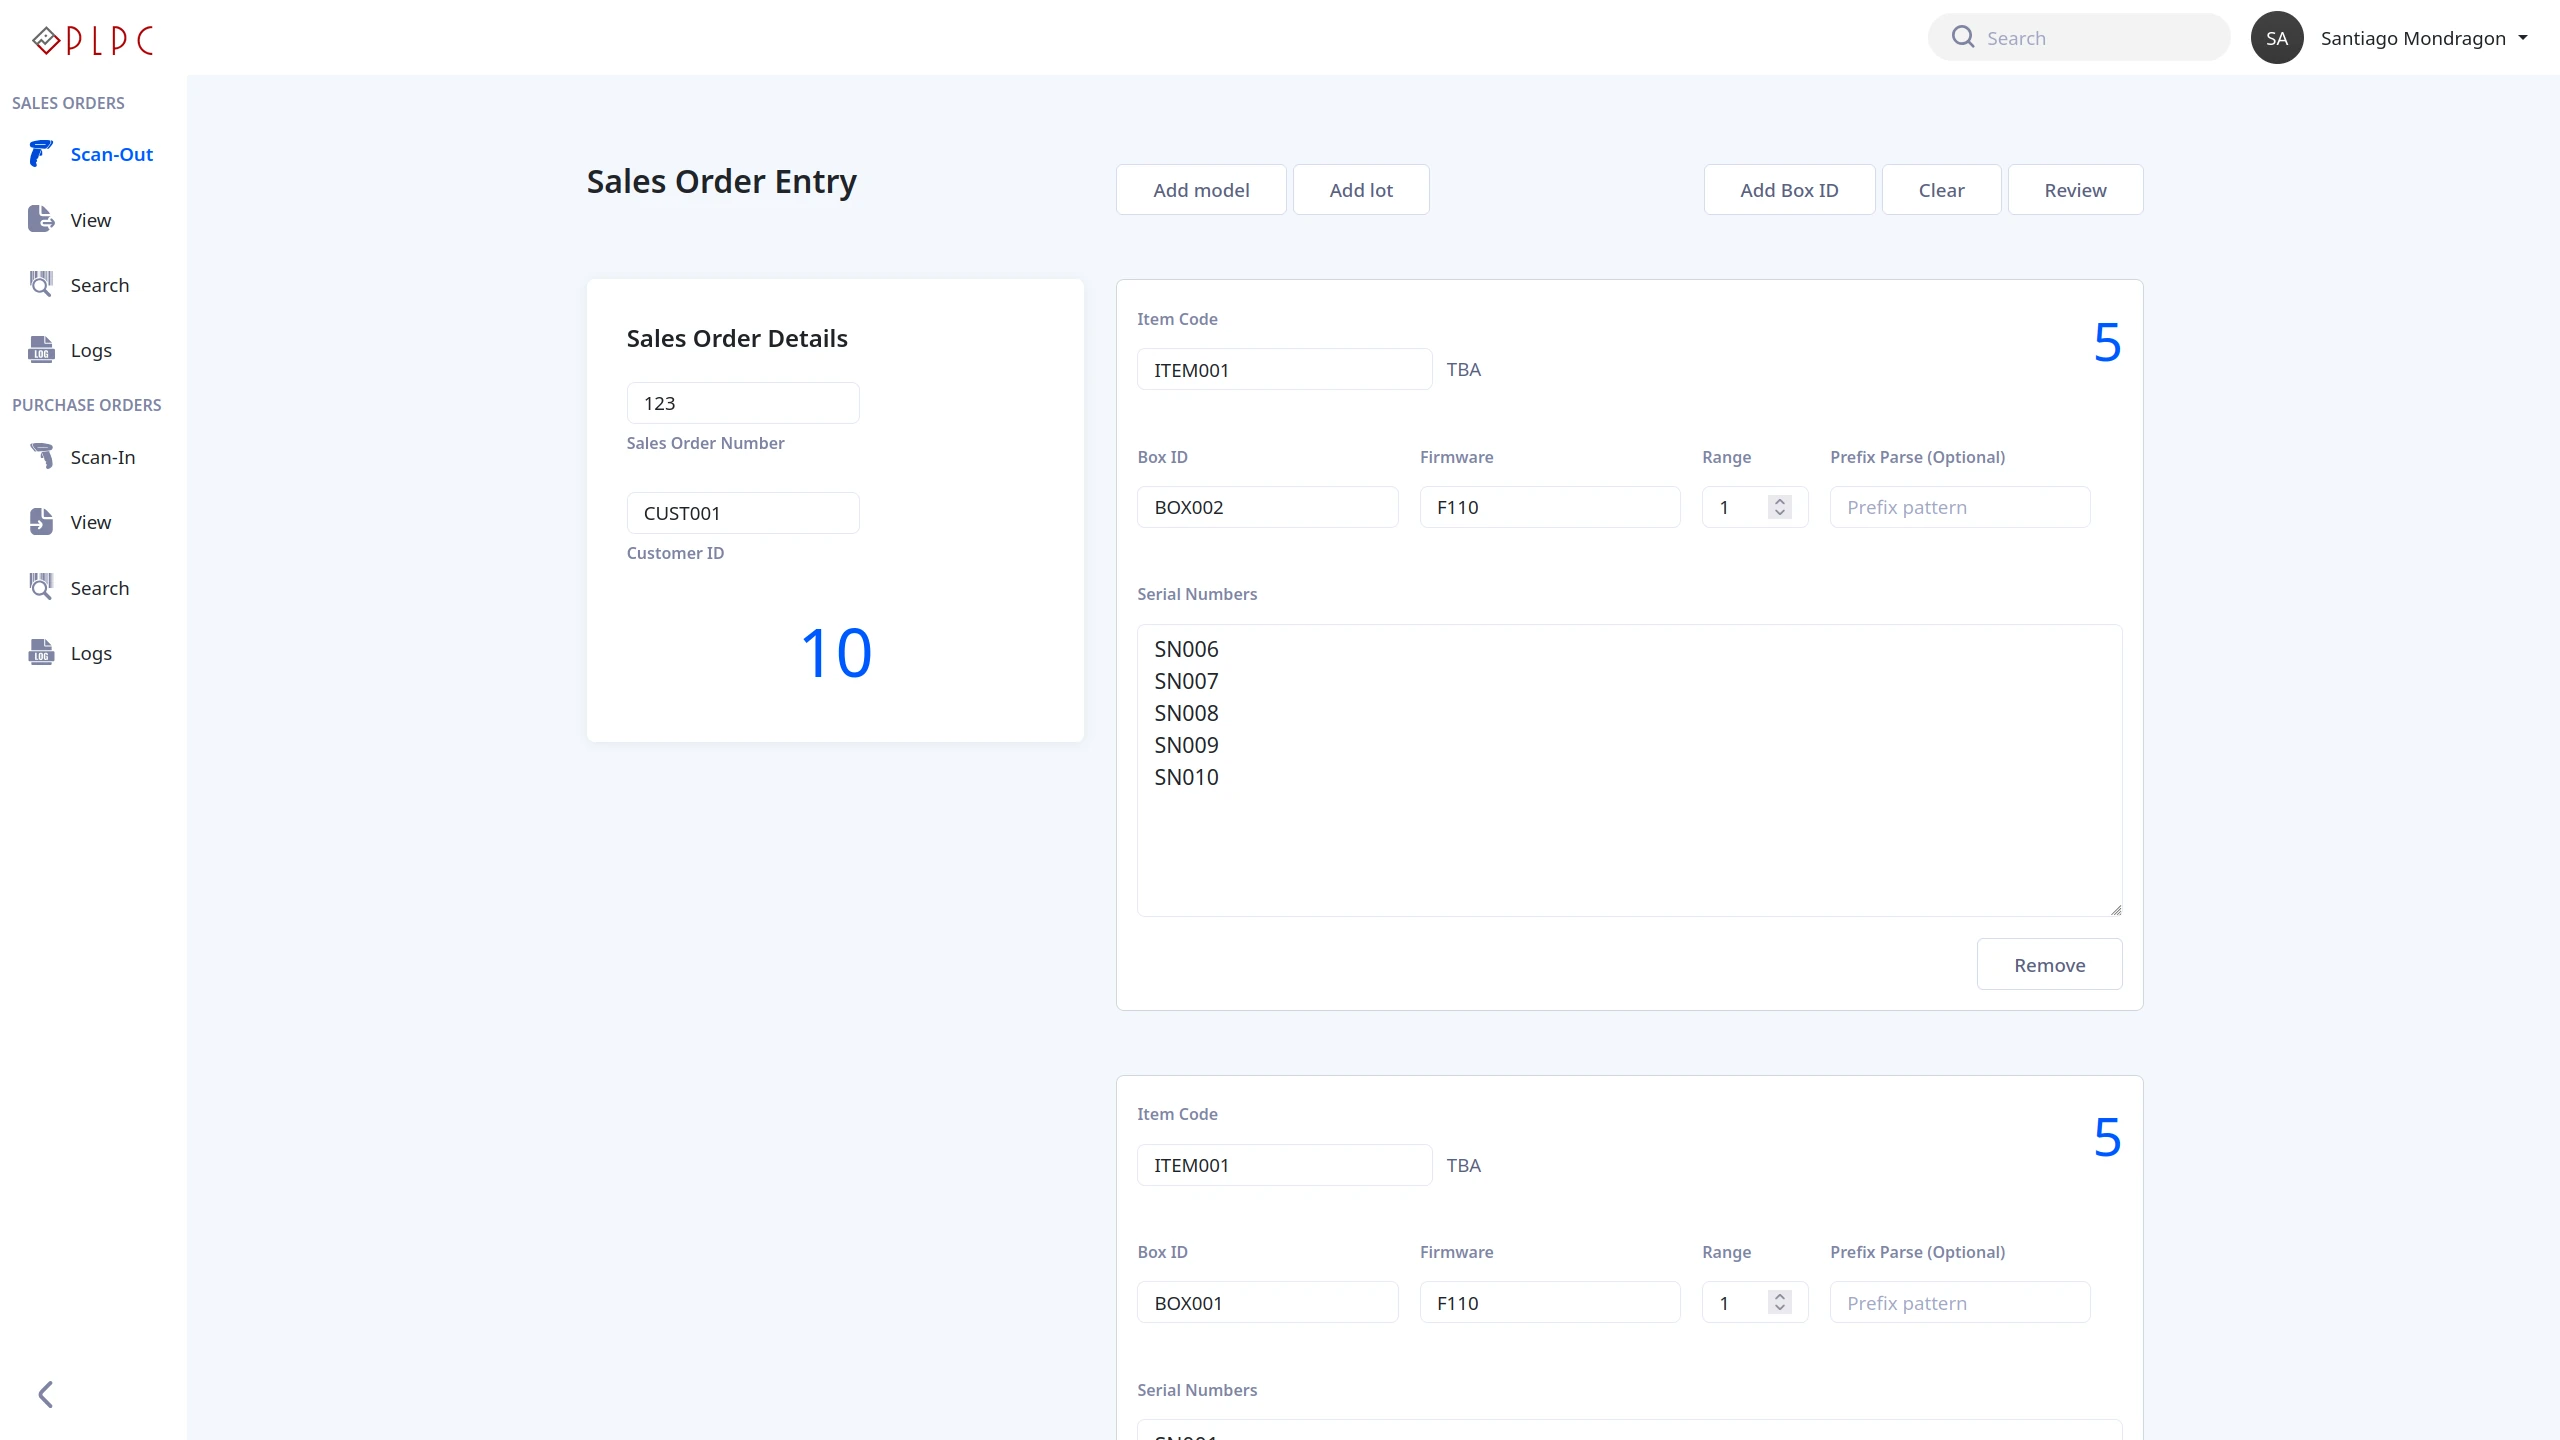 PLPC
Search
SA
Santiago Mondragon
SALES ORDERS
Scan-Out
View
Search
Logs
PURCHASE ORDERS
Scan-In
View
Search
Logs
Sales Order Entry
Add model
Add lot
Add Box ID
Clear
Review
Sales Order Details
123
Sales Order Number
CUST001
Customer ID
10
Item Code
5
ITEM001 TBA
Box ID Firmware Range Prefix Parse (Optional)
BOX002 F110 1 Prefix pattern
Serial Numbers
SN006
SN007
SN008
SN009
SN010
Remove
Item Code
5
ITEM001 TBA
Box ID Firmware Range Prefix Parse (Optional)
BOX001 F110 1 Prefix pattern
Serial Numbers